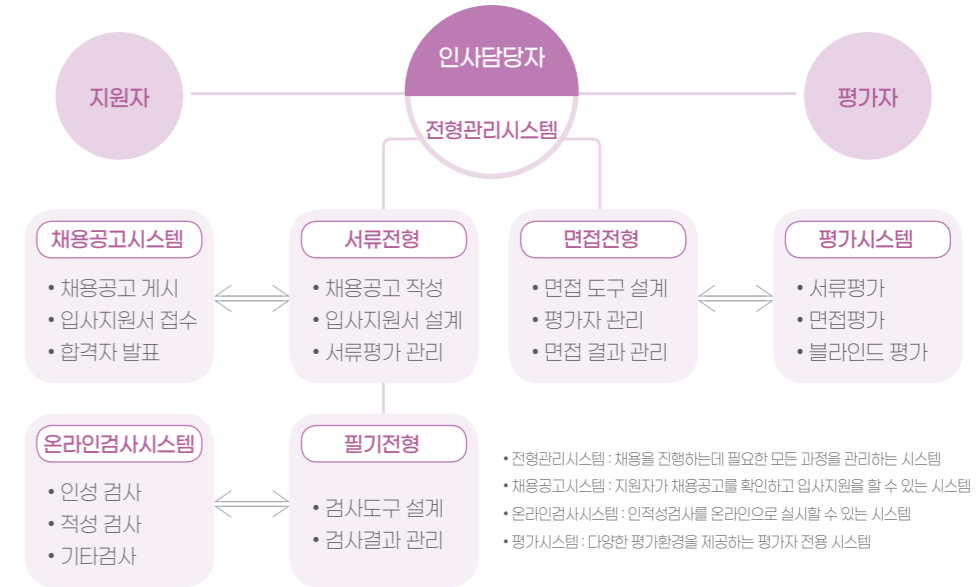 지원자
인사담당자
전형관리시스템
평가자
채용공고시스템
• 채용공고 게시
• 입사지원서 접수
• 합격자 발표
서류전형
• 채용공고 작성
• 입사지원서 설계
• 서류평가 관리
면접전형
• 면접 도구 설계
• 평가자 관리
• 면접 결과 관리
평가시스템
• 서류평가
• 면접평가
• 블라인드 평가
온라인검사시스템
• 인성 검사
• 적성 검사
• 기타검사
필기전형
• 검사도구 설계
• 검사결과 관리
• 전형관리시스템 : 채용을 진행하는데 필요한 모든 과정을 관리하는 시스템
• 채용공고시스템 : 지원자가 채용공고를 확인하고 입사지원을 할 수 있는 시스템
• 온라인검사시스템 : 인적성검사를 온라인으로 실시할 수 있는 시스템
• 평가시스템 : 다양한 평가환경을 제공하는 평가자 전용 시스템